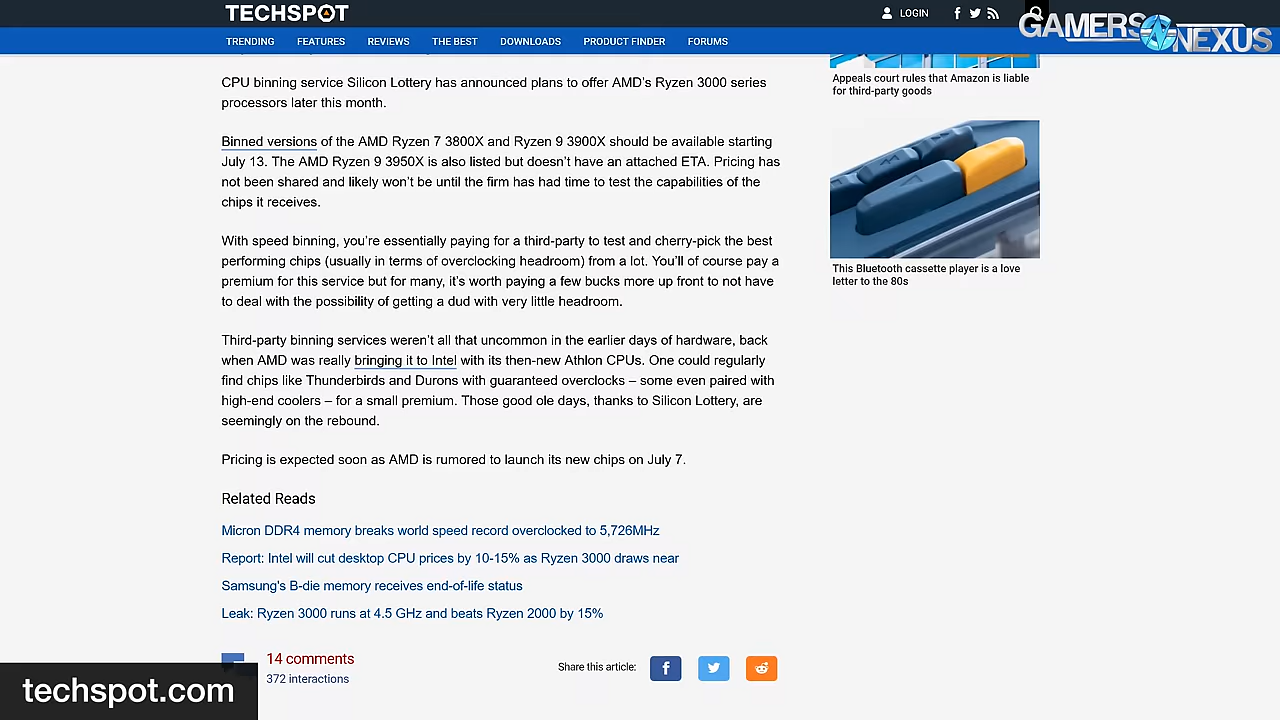 TECHSPOT
LOGIN
GAMERS NEXUS
TRENDING FEATURES REVIEWS THE BEST DOWNLOADS PRODUCT FINDER FORUMS
CPU binning service Silicon Lottery has announced plans to offer AMD's Ryzen 3000 series
processors later this month.
Binned versions of the AMD Ryzen 7 3800X and Ryzen 9 3900X should be available starting
July 13. The AMD Ryzen 9 3950X is also listed but doesn't have an attached ETA. Pricing has
not been shared and likely won't be until the firm has had time to test the capabilities of the
chips it receives.
With speed binning, you're essentially paying for a third-party to test and cherry-pick the best
performing chips (usually in terms of overclocking headroom) from a lot. You'll of course pay a
premium for this service but for many, it's worth paying a few bucks more up front to not have
to deal with the possibility of getting a dud with very little headroom.
Third-party binning services weren't all that uncommon in the earlier days of hardware, back
when AMD was really bringing it to Intel with its then-new Athlon CPUs. One could regularly
find chips like Thunderbirds and Durons with guaranteed overclocks – some even paired with
high-end coolers – for a small premium. Those good ole days, thanks to Silicon Lottery, are
seemingly on the rebound.
Pricing is expected soon as AMD is rumored to launch its new chips on July 7.
Related Reads
Micron DDR4 memory breaks world speed record overclocked to 5,726MHz
Report: Intel will cut desktop CPU prices by 10-15% as Ryzen 3000 draws near
Samsung's B-die memory receives end-of-life status
Leak: Ryzen 3000 runs at 4.5 GHz and beats Ryzen 2000 by 15%
14 comments
372 interactions
Share this article:
Appeals court rules that Amazon is liable
for third-party goods
This Bluetooth cassette player is a love
letter to the 80s
techspot.com